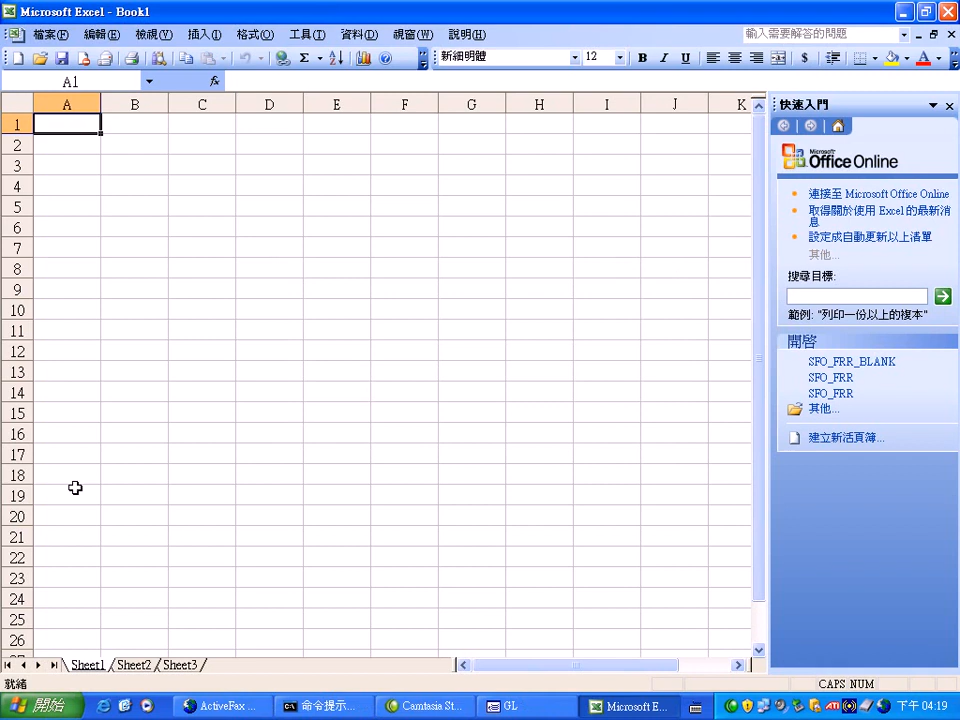 Microsoft Excel - Book1
檔案(F) 編輯(E) 檢視(V) 插入(I) 格式(O) 工具(T) 資料(D) 視窗(W) 說明(H) 輸入需要解答的問題
新細明體 12 B I U $ A
A1 fx
A B C D E F G H I J K
1
2
3
4
5
6
7
8
9
10
11
12
13
14
15
16
17
18
19
20
21
22
23
24
25
26
快速入門
Microsoft
Office Online
連接至 Microsoft Office Online
取得關於使用 Excel 的最新消
息
設定成自動更新以上清單
其他...
搜尋目標:
範例: "列印一份以上的複本"
開啓
SFO_FRR_BLANK
SFO_FRR
SFO_FRR
其他...
建立新活頁簿...
Sheet1 Sheet2 Sheet3
就緒 CAPS NUM
開始 ActiveFax ... 命令提示... Camtasia St... GL Microsoft E... 下午 04:19